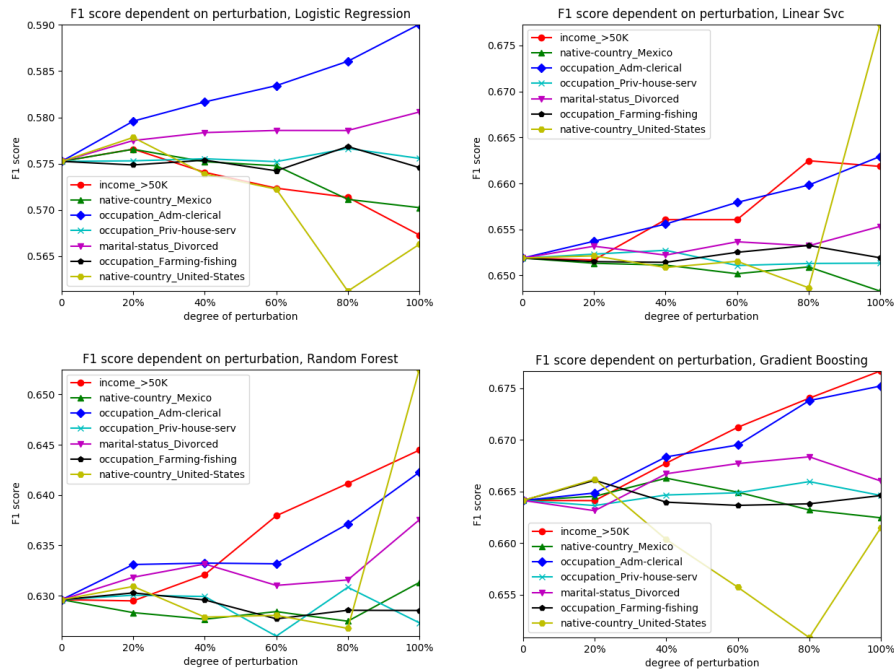 F1 score dependent on perturbation, Logistic Regression
0.590
0.585
0.580
0.575
0.570
0.565
F1 score
income_>50K
native-country_Mexico
occupation_Adm-clerical
occupation_Priv-house-serv
marital-status_Divorced
occupation_Farming-fishing
native-country_United-States
0 20% 40% 60% 80% 100%
degree of perturbation
F1 score dependent on perturbation, Linear Svc
0.675
0.670
0.665
0.660
0.655
0.650
F1 score
income_>50K
native-country_Mexico
occupation_Adm-clerical
occupation_Priv-house-serv
marital-status_Divorced
occupation_Farming-fishing
native-country_United-States
0 20% 40% 60% 80% 100%
degree of perturbation
F1 score dependent on perturbation, Random Forest
0.650
0.645
0.640
0.635
0.630
F1 score
income_>50K
native-country_Mexico
occupation_Adm-clerical
occupation_Priv-house-serv
marital-status_Divorced
occupation_Farming-fishing
native-country_United-States
0 20% 40% 60% 80% 100%
degree of perturbation
F1 score dependent on perturbation, Gradient Boosting
0.675
0.670
0.665
0.660
0.655
F1 score
income_>50K
native-country_Mexico
occupation_Adm-clerical
occupation_Priv-house-serv
marital-status_Divorced
occupation_Farming-fishing
native-country_United-States
0 20% 40% 60% 80% 100%
degree of perturbation